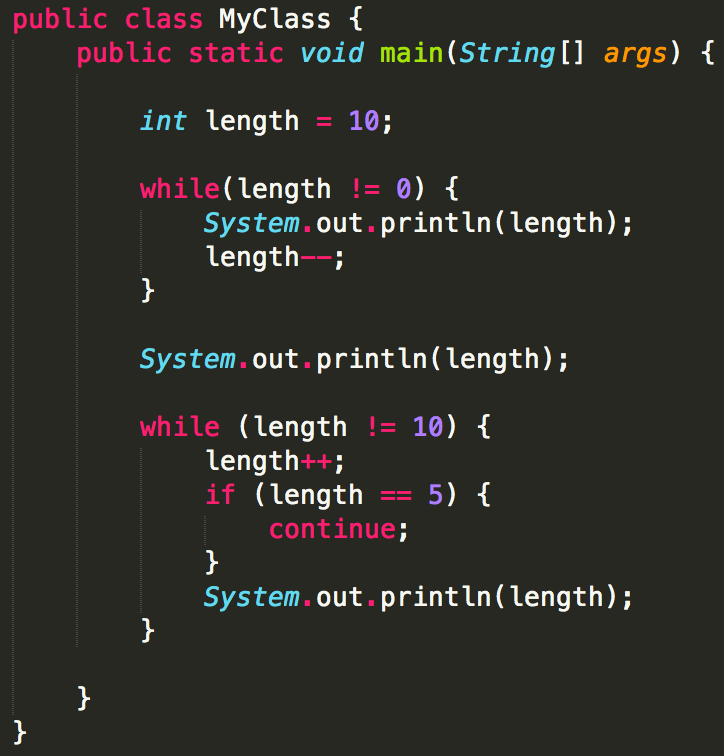 public class MyClass {
    public static void main(String[] args) {

        int length = 10;

        while(length != 0) {
            System.out.println(length);
            length--;
        }

        System.out.println(length);

        while (length != 10) {
            length++;
            if (length == 5) {
                continue;
            }
            System.out.println(length);
        }

    }
}